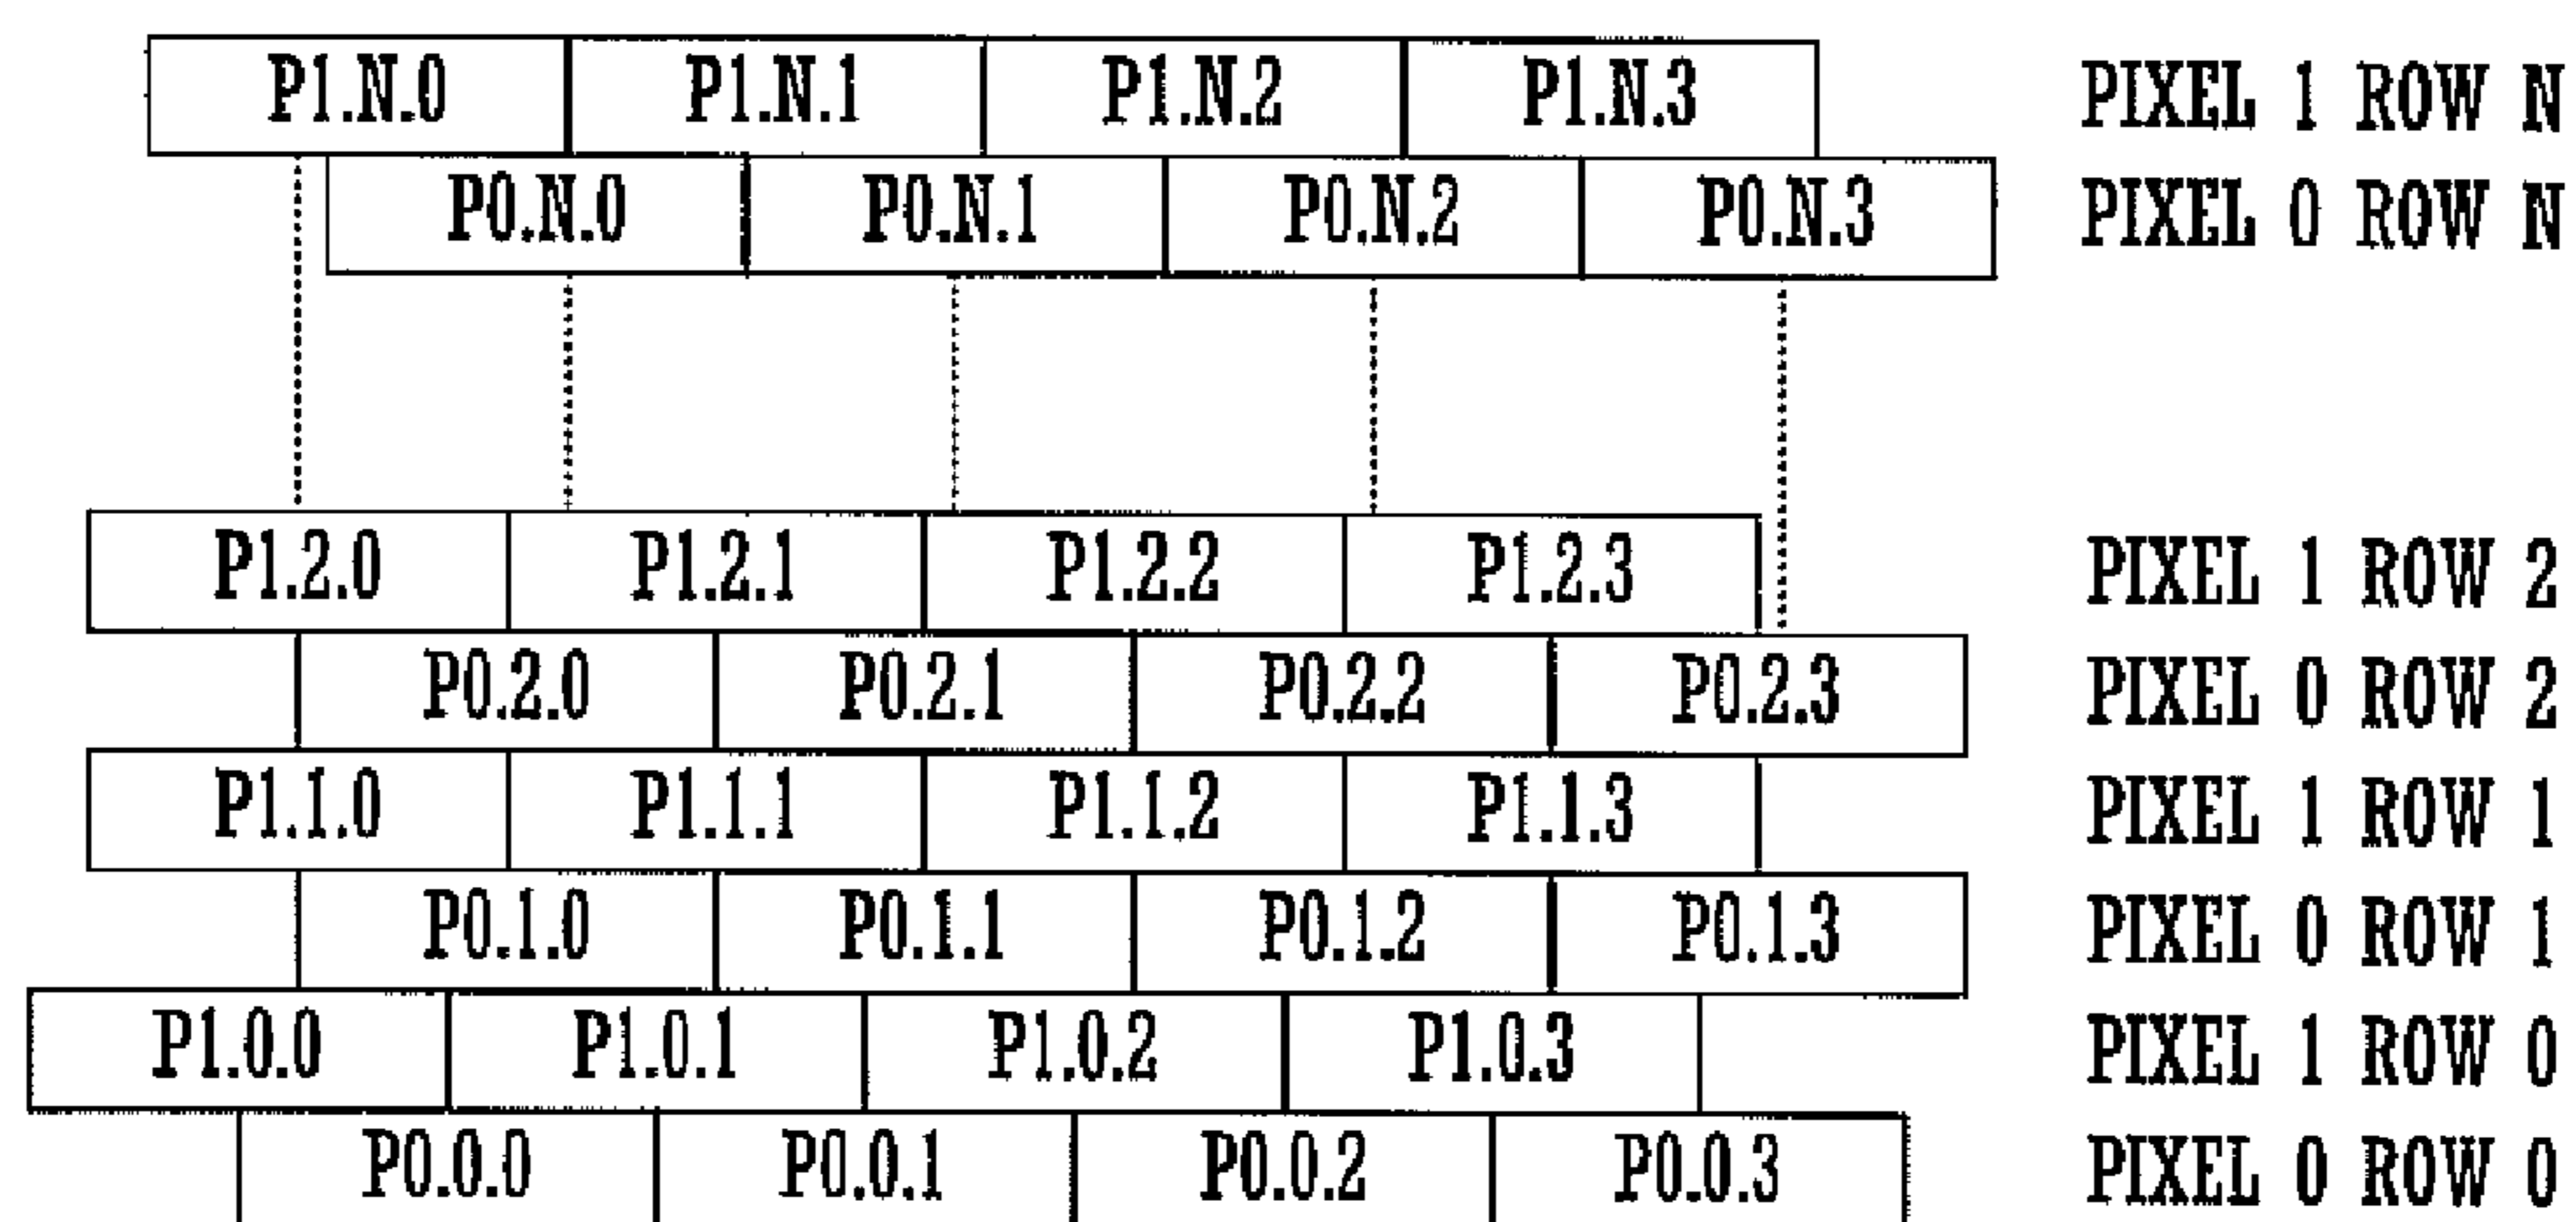 P1.N.0 P1.N.1 P1.N.2 P1.N.3 PIXEL 1 ROW N
P0.N.0 P0.N.1 P0.N.2 P0.N.3 PIXEL 0 ROW N
P1.2.0 P1.2.1 P1.2.2 P1.2.3 PIXEL 1 ROW 2
P0.2.0 P0.2.1 P0.2.2 P0.2.3 PIXEL 0 ROW 2
P1.1.0 P1.1.1 P1.1.2 P1.1.3 PIXEL 1 ROW 1
P0.1.0 P0.1.1 P0.1.2 P0.1.3 PIXEL 0 ROW 1
P1.0.0 P1.0.1 P1.0.2 P1.0.3 PIXEL 1 ROW 0
P0.0.0 P0.0.1 P0.0.2 P0.0.3 PIXEL 0 ROW 0